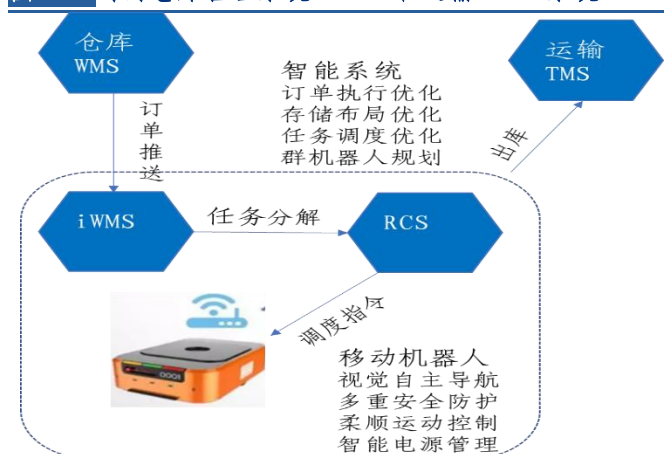 仓库
WMS
运输
TMS
智能系统
订单执行优化
存储布局优化
任务调度优化
群机器人规划
订
单
推
送
出库
iWMS
任务分解
RCS
调度指令
0001
移动机器人
视觉自主导航
多重安全防护
柔顺运动控制
智能电源管理